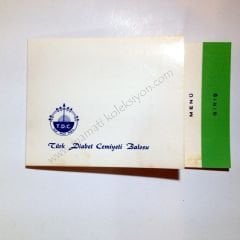 T.D.C
Türk Diabet Cemiyeti Balosu
MENÜ
GİRİŞ